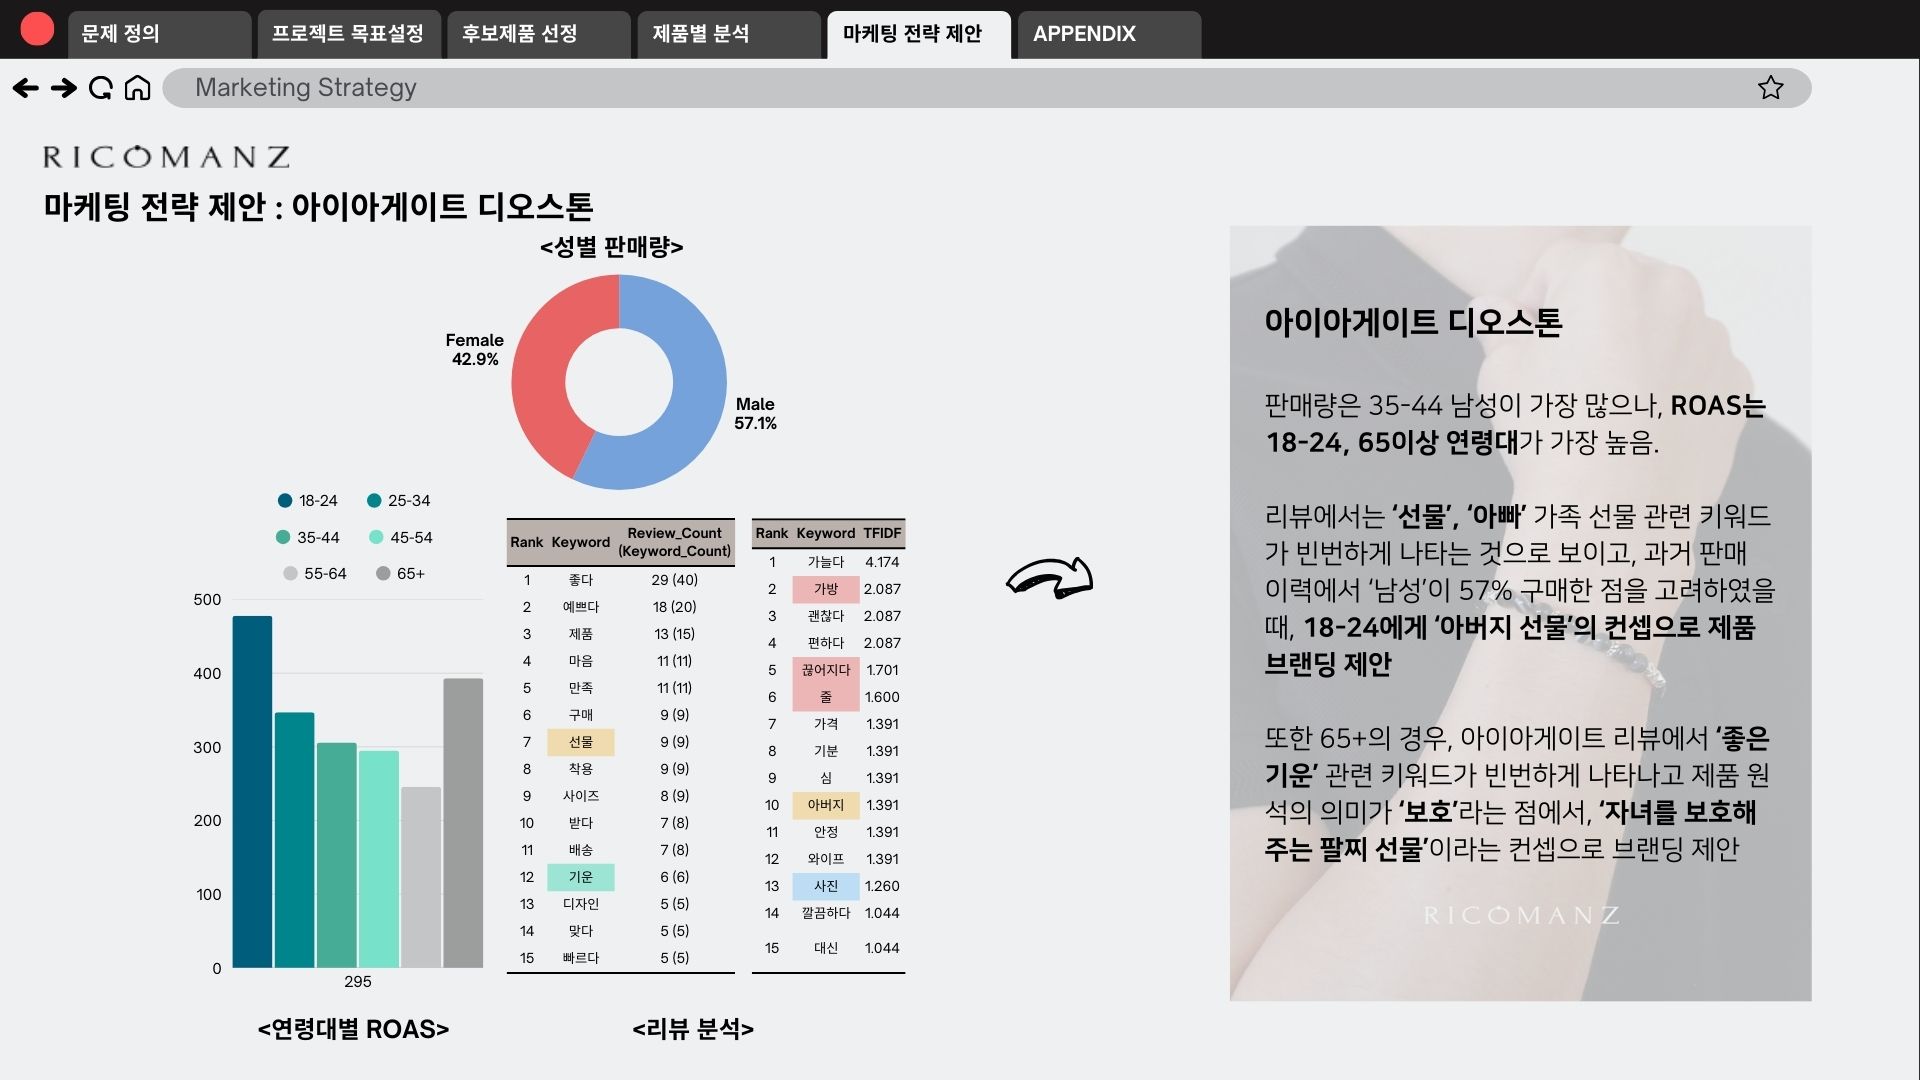 문제 정의
프로젝트 목표설정
후보제품 선정
제품별 분석
마케팅 전략 제안
APPENDIX
Marketing Strategy
RICOMANZ
마케팅 전략 제안 : 아이아게이트 디오스톤
<성별 판매량>
Female
42.9%
Male
57.1%
18-24
25-34
35-44
45-54
55-64
65+
500
400
300
200
100
0
295
<연령대별 ROAS>
Rank Keyword Review_Count (Keyword_Count)
1 좋다 29 (40)
2 예쁘다 18 (20)
3 제품 13 (15)
4 마음 11 (11)
5 만족 11 (11)
6 구매 9 (9)
7 선물 9 (9)
8 착용 9 (9)
9 사이즈 8 (9)
10 받다 7 (8)
11 배송 7 (8)
12 기운 6 (6)
13 디자인 5 (5)
14 맞다 5 (5)
15 빠르다 5 (5)
Rank Keyword TFIDF
1 가늘다 4.174
2 가방 2.087
3 괜찮다 2.087
4 편하다 2.087
5 끊어지다 1.701
6 줄 1.600
7 가격 1.391
8 기분 1.391
9 심 1.391
10 아버지 1.391
11 안정 1.391
12 와이프 1.391
13 사진 1.260
14 깔끔하다 1.044
15 대신 1.044
<리뷰 분석>
아이아게이트 디오스톤
판매량은 35-44 남성이 가장 많으나, ROAS는
18-24, 65이상 연령대가 가장 높음.
리뷰에서는 ‘선물’, ‘아빠’ 가족 선물 관련 키워드
가 빈번하게 나타는 것으로 보이고, 과거 판매
이력에서 ‘남성’이 57% 구매한 점을 고려하였을
때, 18-24에게 ‘아버지 선물’의 컨셉으로 제품
브랜딩 제안
또한 65+의 경우, 아이아게이트 리뷰에서 ‘좋은
기운’ 관련 키워드가 빈번하게 나타나고 제품 원
석의 의미가 ‘보호’라는 점에서, ‘자녀를 보호해
주는 팔찌 선물’이라는 컨셉으로 브랜딩 제안
RICOMANZ